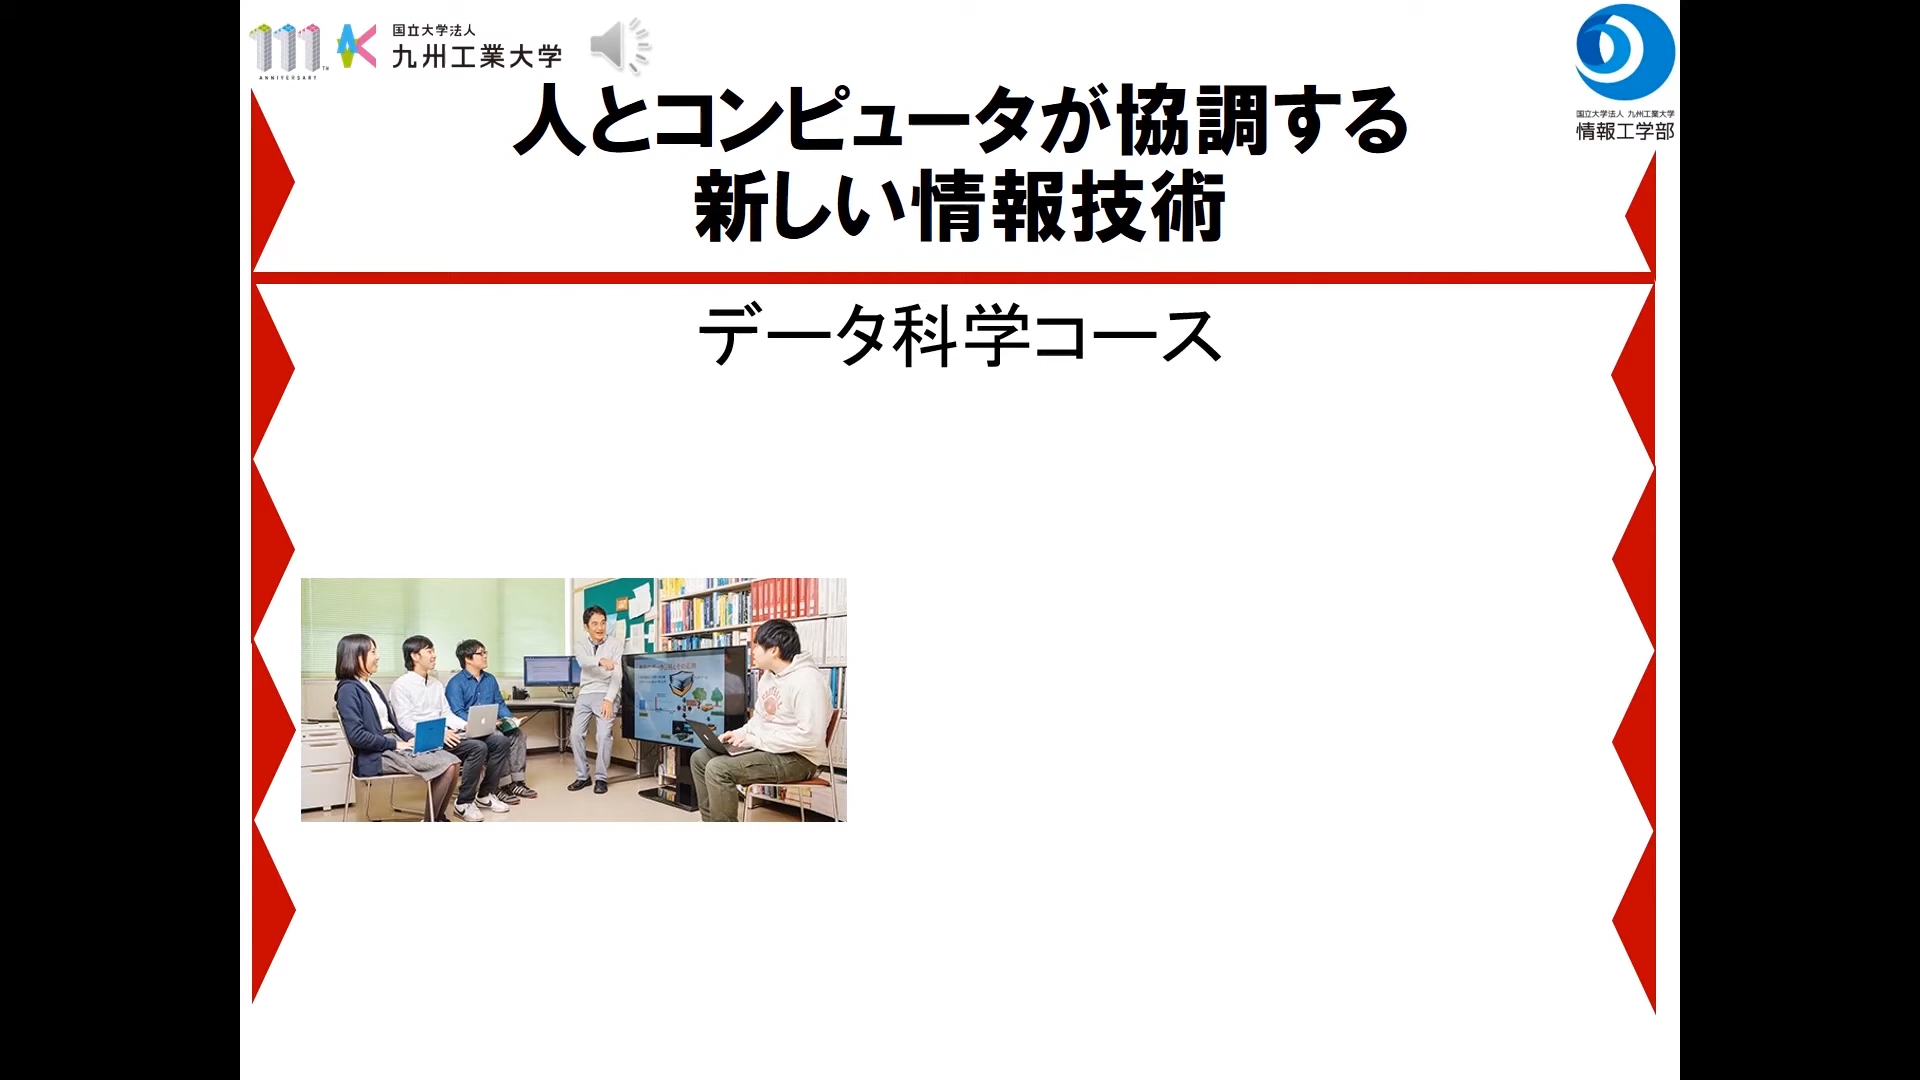 111
TH
ANNIVERSARY
国立大学法人
九州工業大学
国立大学法人 九州工業大学
情報工学部
人とコンピュータが協調する
新しい情報技術
データ科学コース